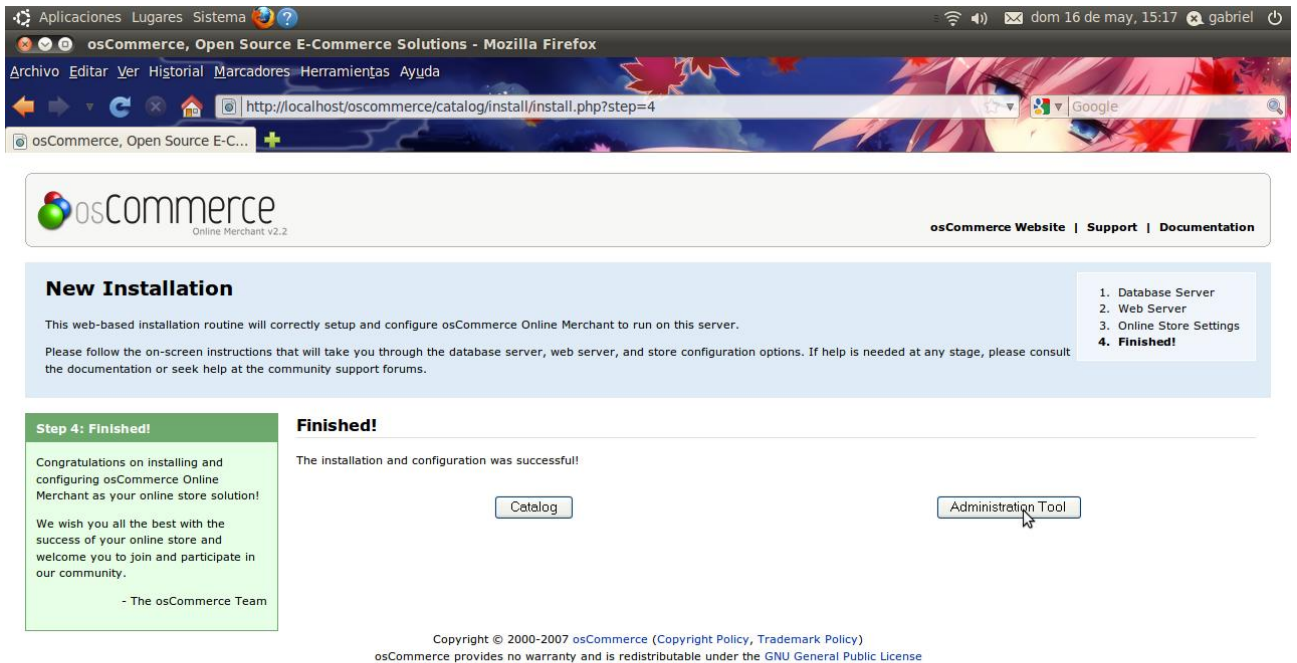 Aplicaciones Lugares Sistema
dom 16 de may, 15:17 gabriel
osCommerce, Open Source E-Commerce Solutions - Mozilla Firefox
Archivo Editar Ver Historial Marcadores Herramientas Ayuda
http://localhost/oscommerce/catalog/install/install.php?step=4
Google
osCommerce, Open Source E-C...
osCommerce
Online Merchant v2.2
osCommerce Website | Support | Documentation
New Installation
This web-based installation routine will correctly setup and configure osCommerce Online Merchant to run on this server.
Please follow the on-screen instructions that will take you through the database server, web server, and store configuration options. If help is needed at any stage, please consult
the documentation or seek help at the community support forums.
1. Database Server
2. Web Server
3. Online Store Settings
4. Finished!
Step 4: Finished!
Congratulations on installing and
configuring osCommerce Online
Merchant as your online store solution!
We wish you all the best with the
success of your online store and
welcome you to join and participate in
our community.
- The osCommerce Team
Finished!
The installation and configuration was successful!
Catalog
Administration Tool
Copyright © 2000-2007 osCommerce (Copyright Policy, Trademark Policy)
osCommerce provides no warranty and is redistributable under the GNU General Public License